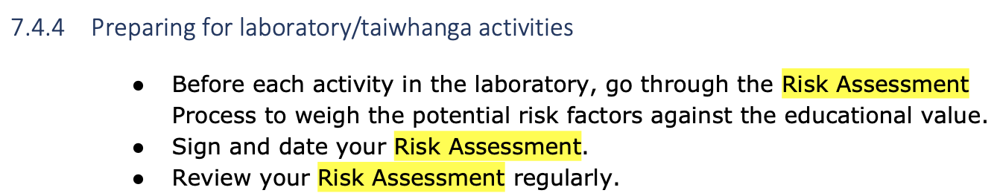 7.4.4 Preparing for laboratory/taiwhanga activities
● Before each activity in the laboratory, go through the Risk Assessment
Process to weigh the potential risk factors against the educational value.
● Sign and date your Risk Assessment.
● Review your Risk Assessment regularly.